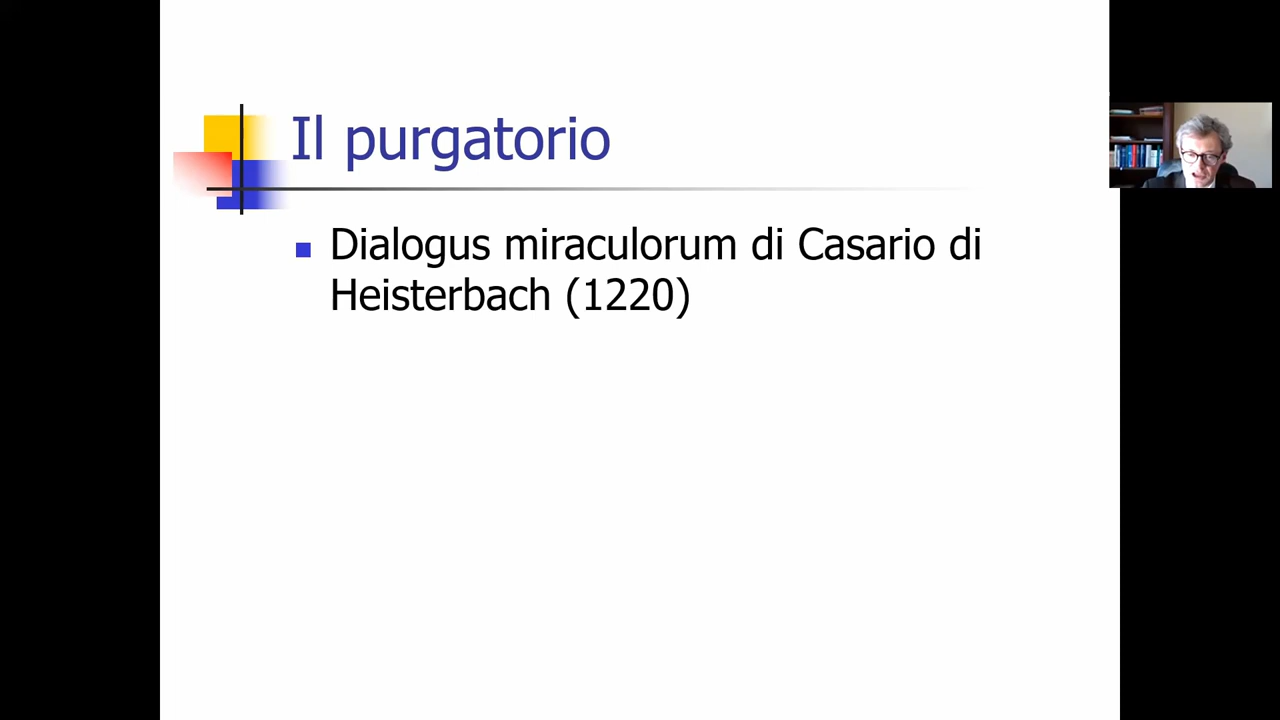 Il purgatorio
Dialogus miraculorum di Casario di
Heisterbach (1220)